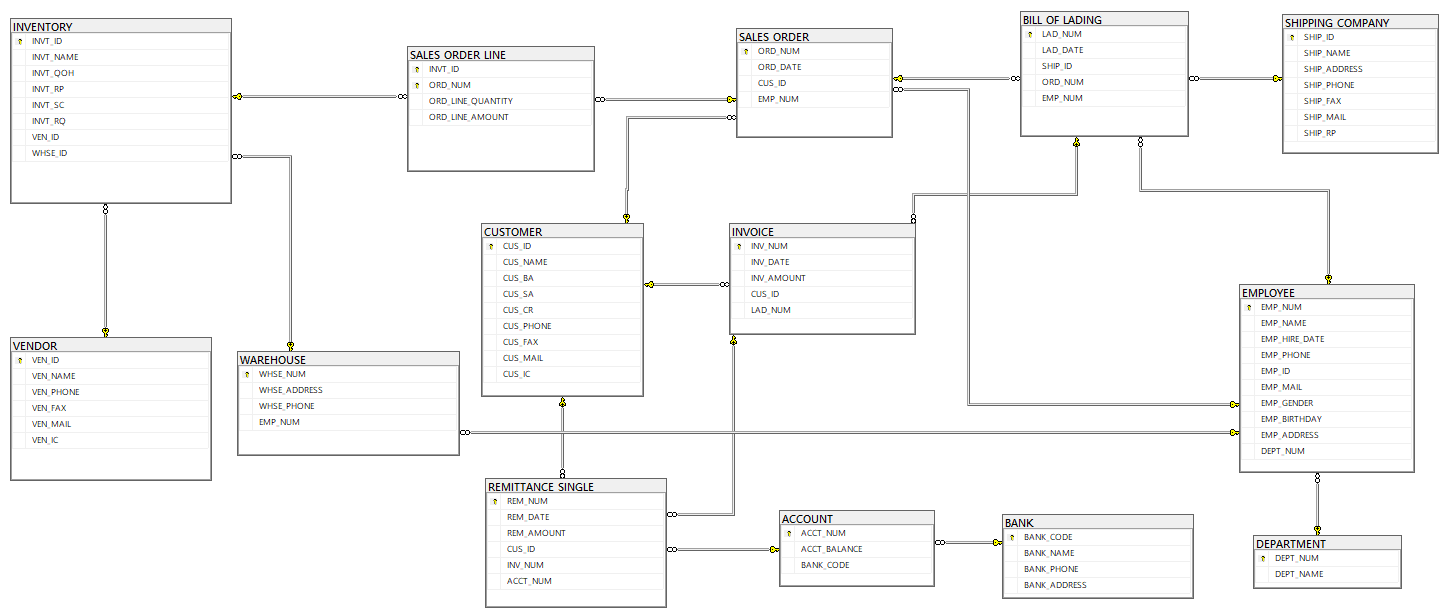 INVENTORY
INVT_ID
INVT_NAME
INVT_QOH
INVT_RP
INVT_SC
INVT_RQ
VEN_ID
WHSE_ID
SALES ORDER LINE
INVT_ID
ORD_NUM
ORD_LINE_QUANTITY
ORD_LINE_AMOUNT
SALES ORDER
ORD_NUM
ORD_DATE
CUS_ID
EMP_NUM
BILL OF LADING
LAD_NUM
LAD_DATE
SHIP_ID
ORD_NUM
EMP_NUM
SHIPPING COMPANY
SHIP_ID
SHIP_NAME
SHIP_ADDRESS
SHIP_PHONE
SHIP_FAX
SHIP_MAIL
SHIP_RP
CUSTOMER
CUS_ID
CUS_NAME
CUS_BA
CUS_SA
CUS_CR
CUS_PHONE
CUS_FAX
CUS_MAIL
CUS_IC
INVOICE
INV_NUM
INV_DATE
INV_AMOUNT
CUS_ID
LAD_NUM
EMPLOYEE
EMP_NUM
EMP_NAME
EMP_HIRE_DATE
EMP_PHONE
EMP_ID
EMP_MAIL
EMP_GENDER
EMP_BIRTHDAY
EMP_ADDRESS
DEPT_NUM
VENDOR
VEN_ID
VEN_NAME
VEN_PHONE
VEN_FAX
VEN_MAIL
VEN_IC
WAREHOUSE
WHSE_NUM
WHSE_ADDRESS
WHSE_PHONE
EMP_NUM
REMITTANCE SINGLE
REM_NUM
REM_DATE
REM_AMOUNT
CUS_ID
INV_NUM
ACCT_NUM
ACCOUNT
ACCT_NUM
ACCT_BALANCE
BANK_CODE
BANK
BANK_CODE
BANK_NAME
BANK_PHONE
BANK_ADDRESS
DEPARTMENT
DEPT_NUM
DEPT_NAME